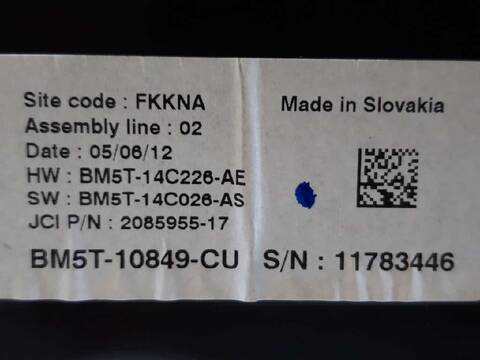 Site code : FKKNA
Made in Slovakia
Assembly line : 02
Date : 05/06/12
HW : BM5T-14C226-AE
SW : BM5T-14C026-AS
JCI P/N : 2085955-17
BM5T-10849-CU S/N : 11783446